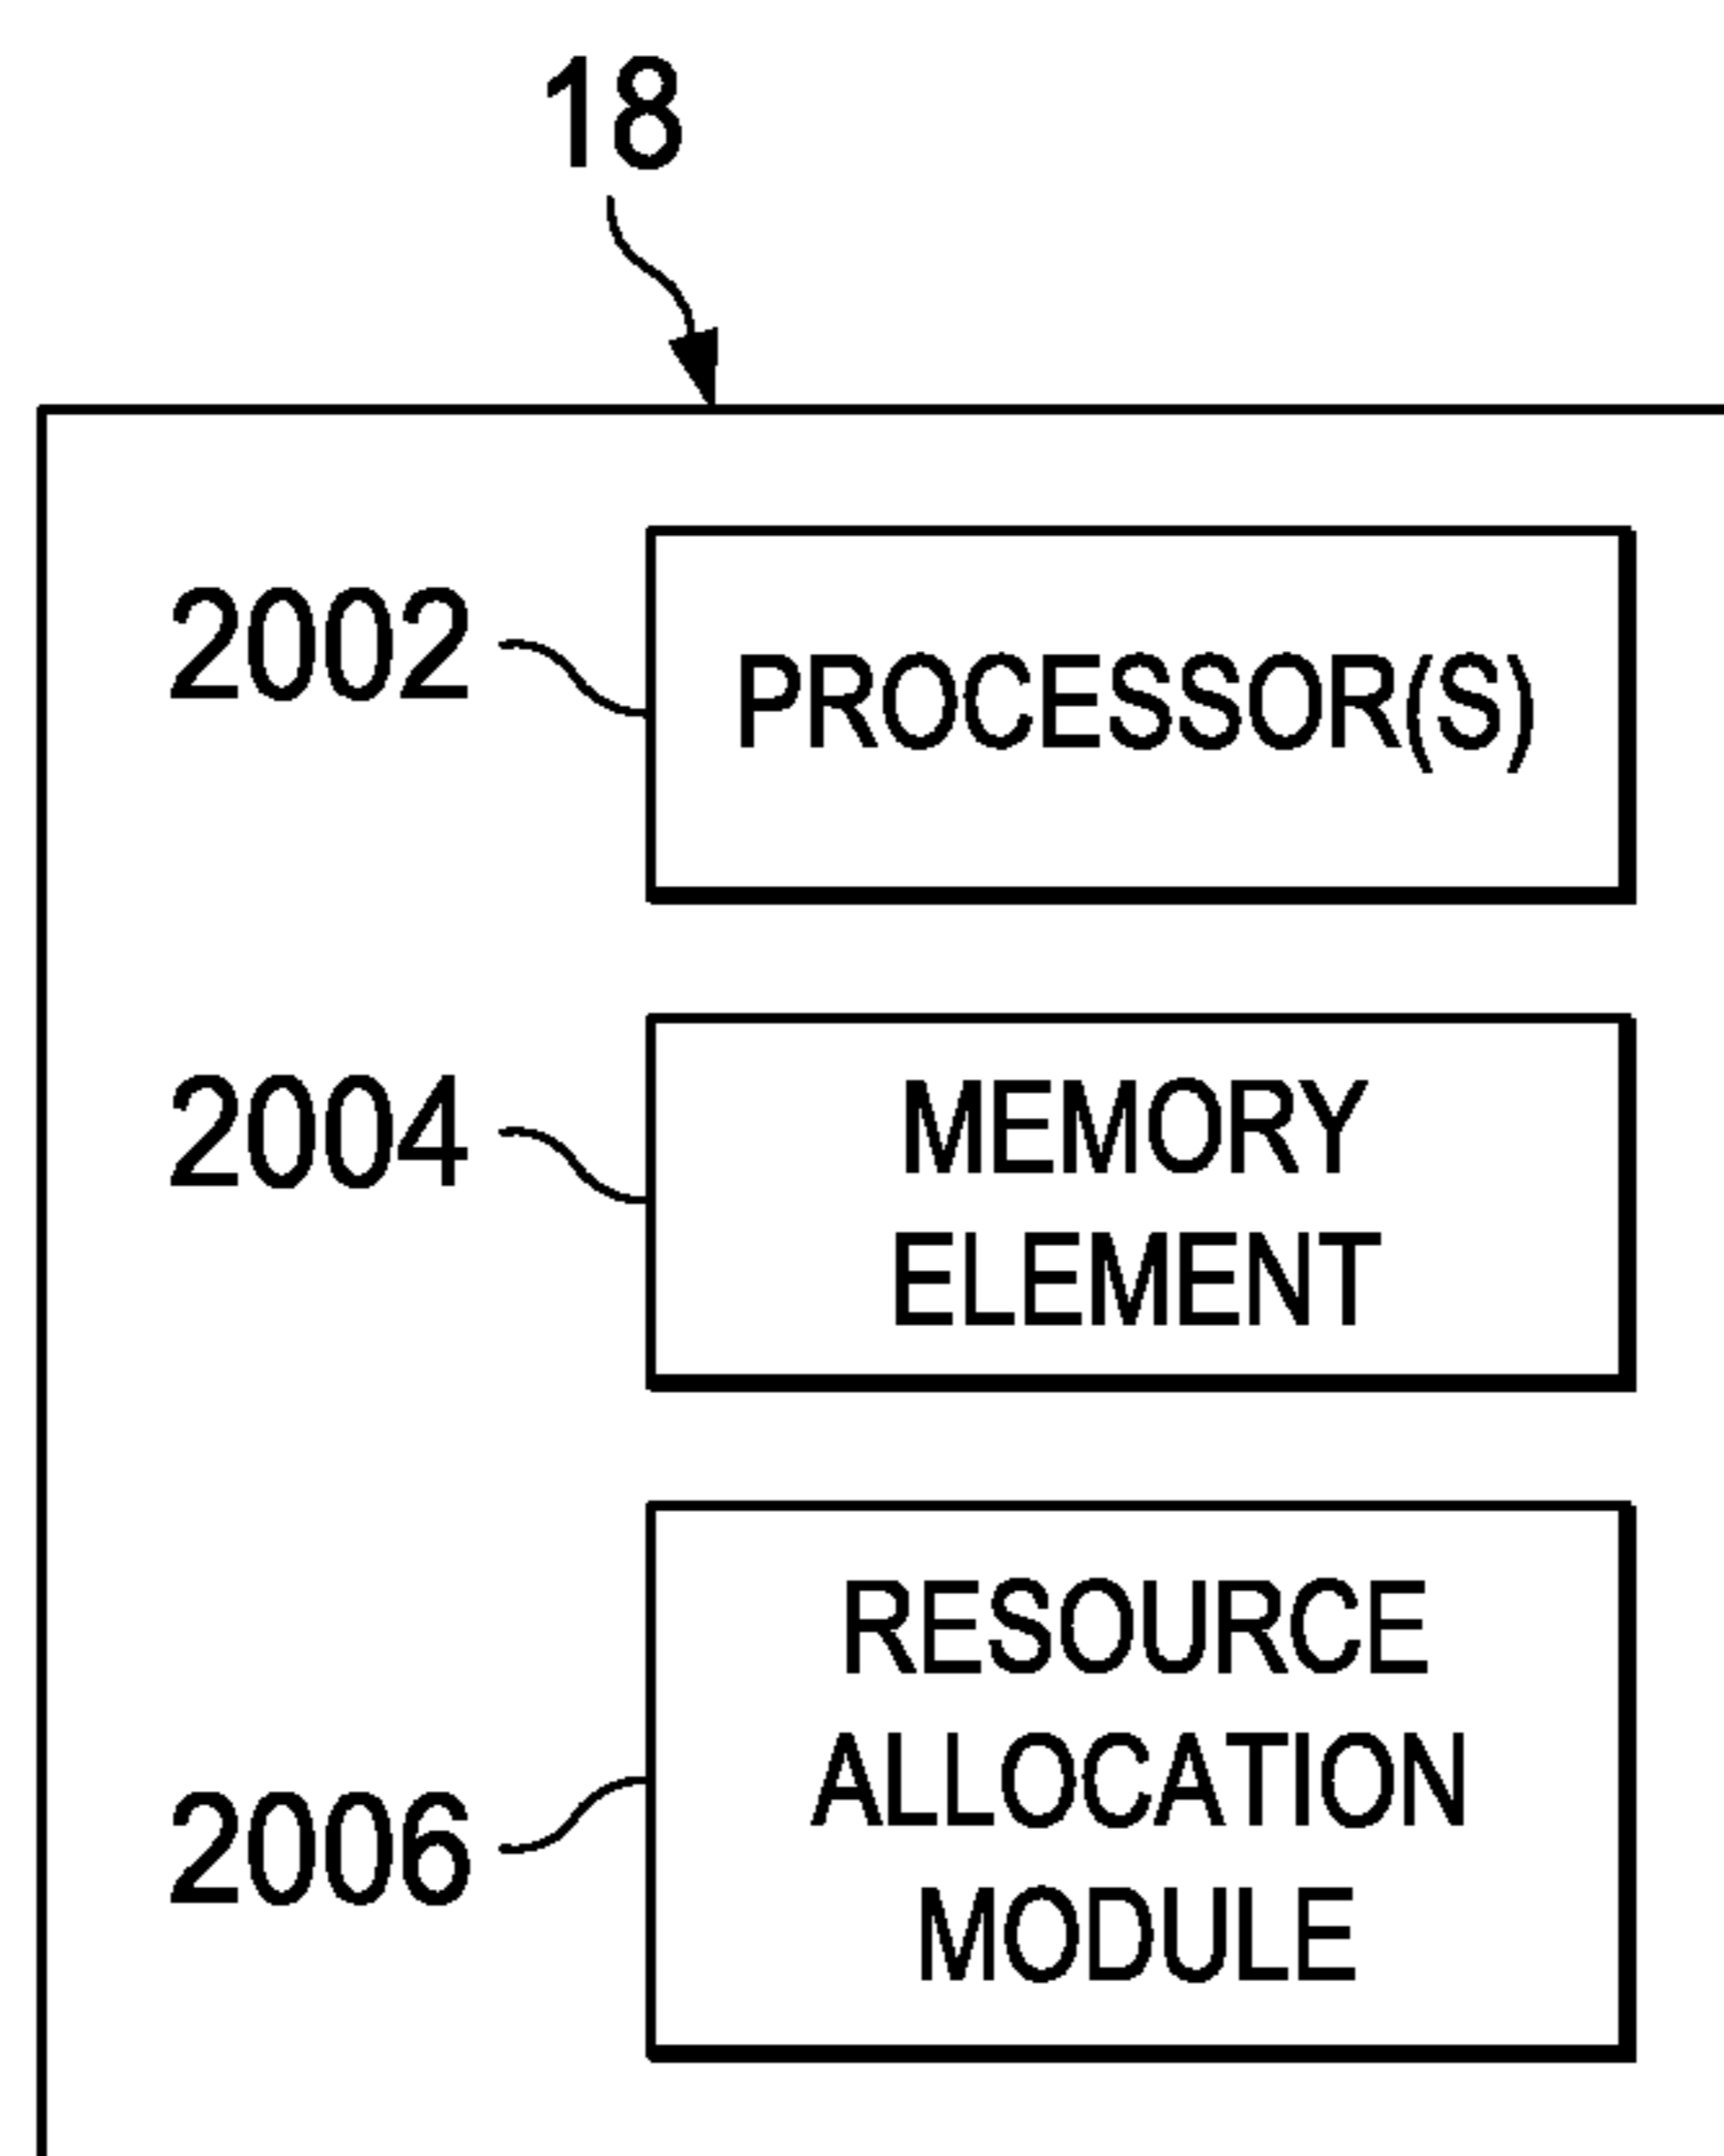 18
2002
PROCESSOR(S)
2004
MEMORY
ELEMENT
2006
RESOURCE
ALLOCATION
MODULE